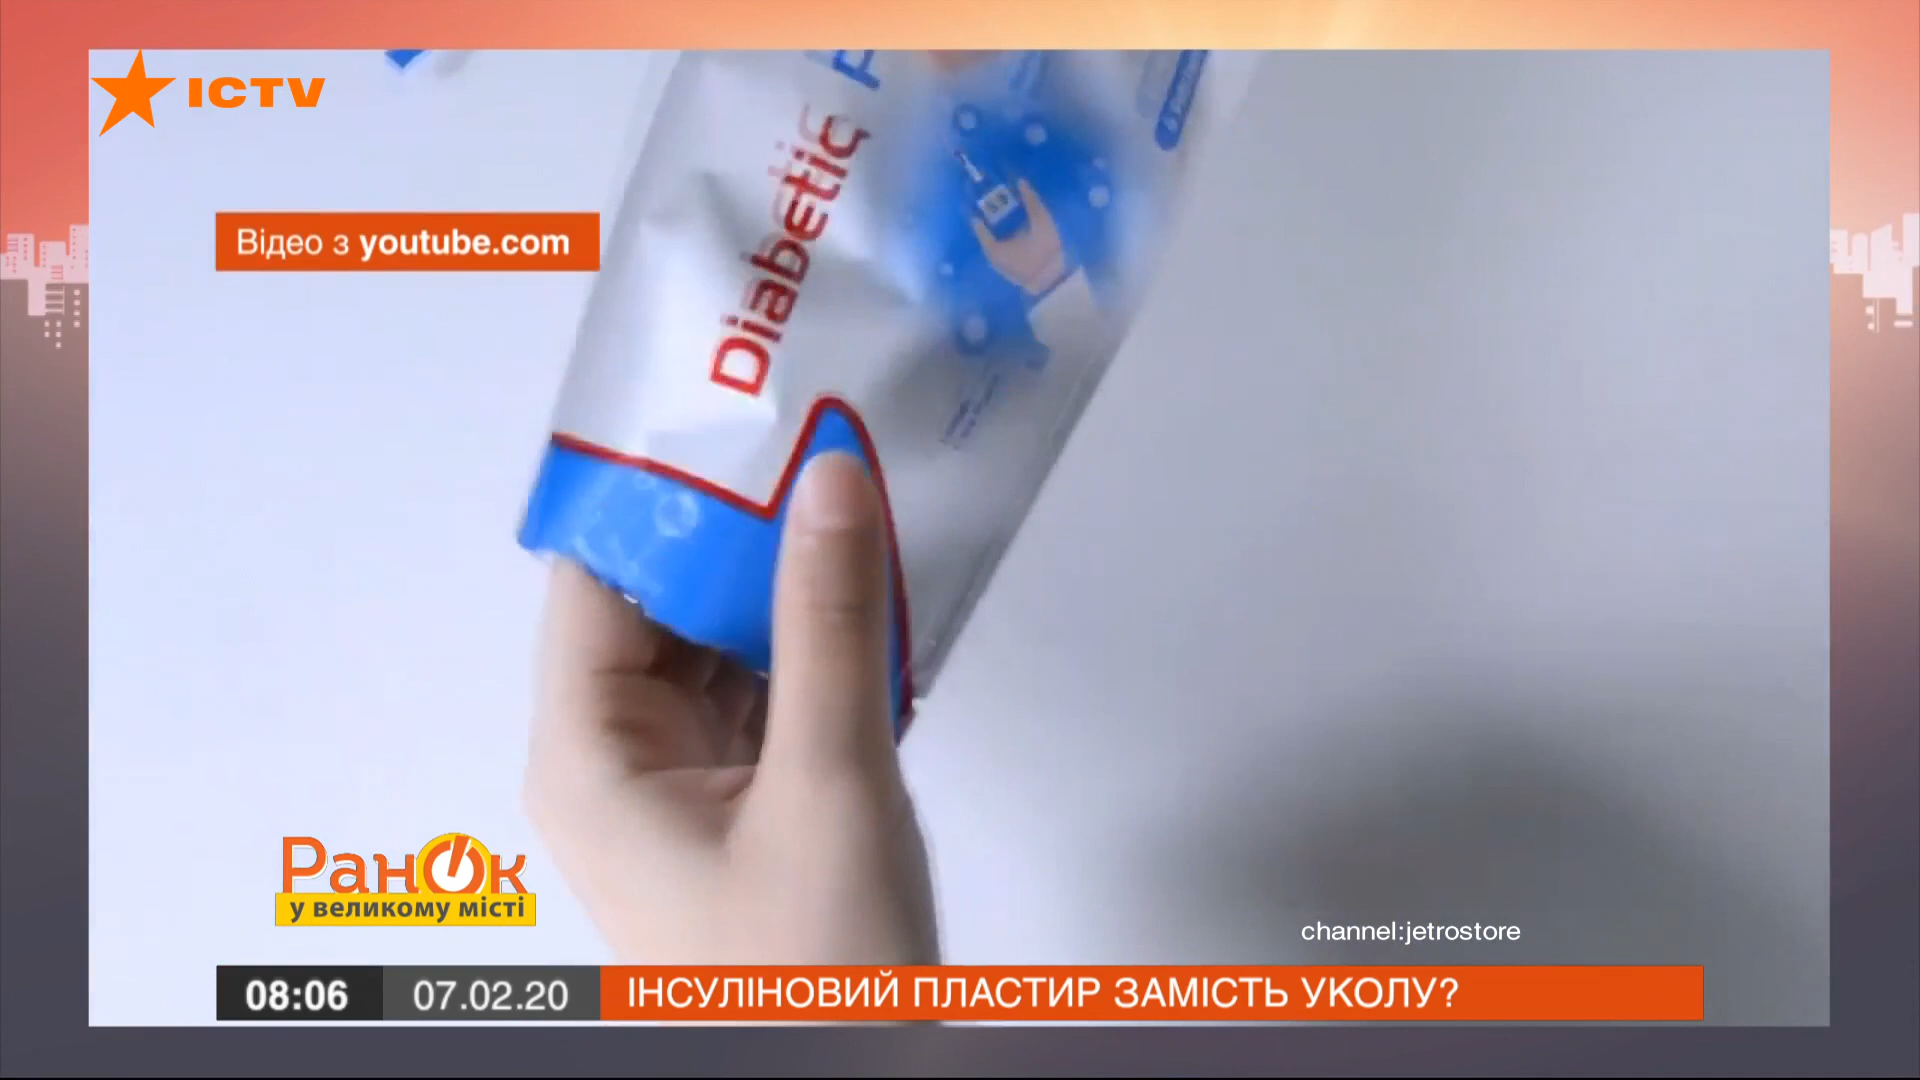 ICTV
Відео з youtube.com
Diabetic P
РанОк
у великому місті
channel:jetrostore
08:06
07.02.20
ІНСУЛІНОВИЙ ПЛАСТИР ЗАМІСТЬ УКОЛУ?